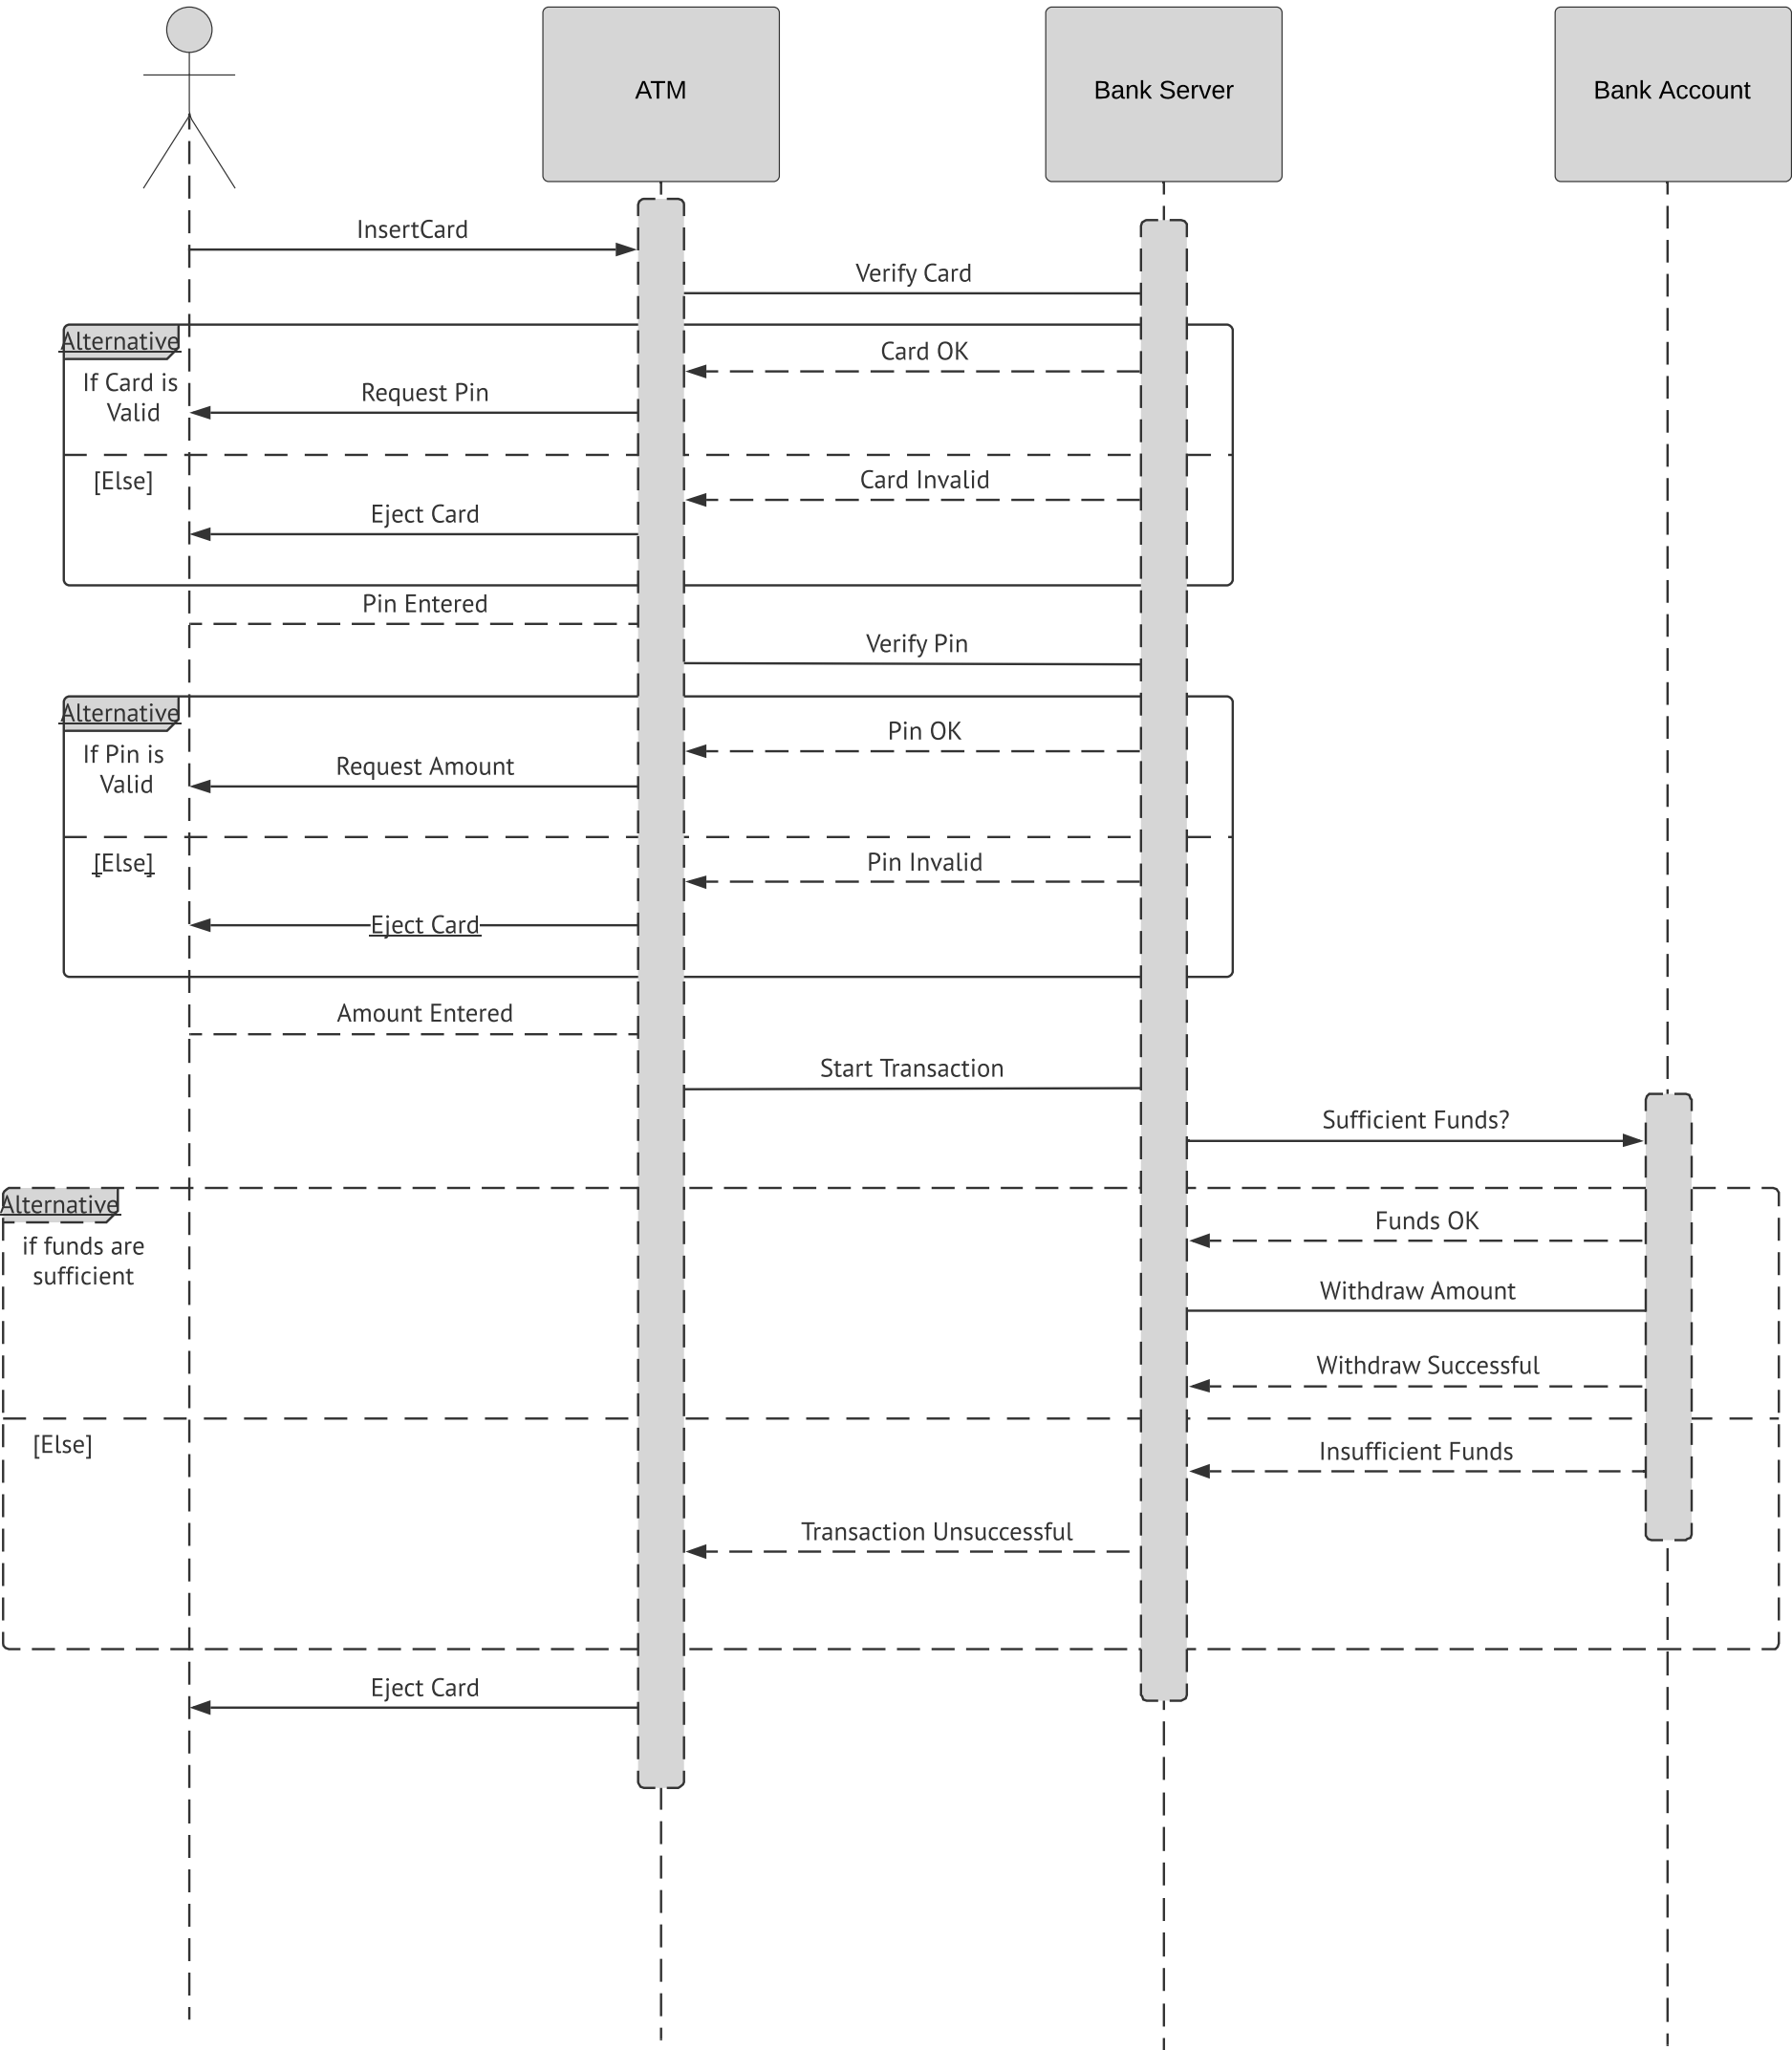 ATM
Bank Server
Bank Account
InsertCard
Verify Card
Alternative
Card OK
If Card is
Valid
Request Pin
[Else]
Card Invalid
Eject Card
Pin Entered
Verify Pin
Alternative
Pin OK
If Pin is
Valid
Request Amount
[Else]
Pin Invalid
Eject Card
Amount Entered
Start Transaction
Sufficient Funds?
Alternative
Funds OK
if funds are
sufficient
Withdraw Amount
Withdraw Successful
[Else]
Insufficient Funds
Transaction Unsuccessful
Eject Card